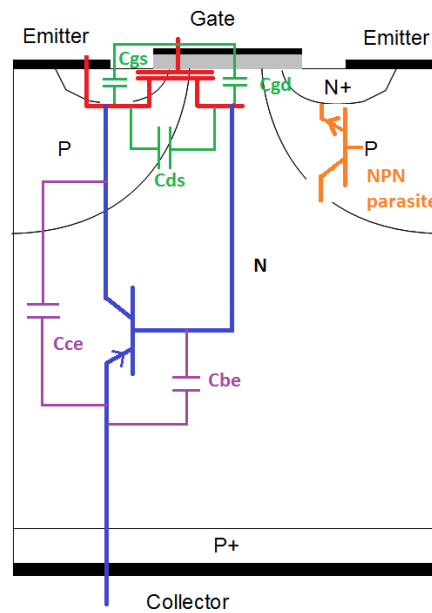 Gate
Emitter
Emitter
Cgs
Cgd
N+
P
P
Cds
NPN
parasite
N
Cce
Cbe
P+
Collector